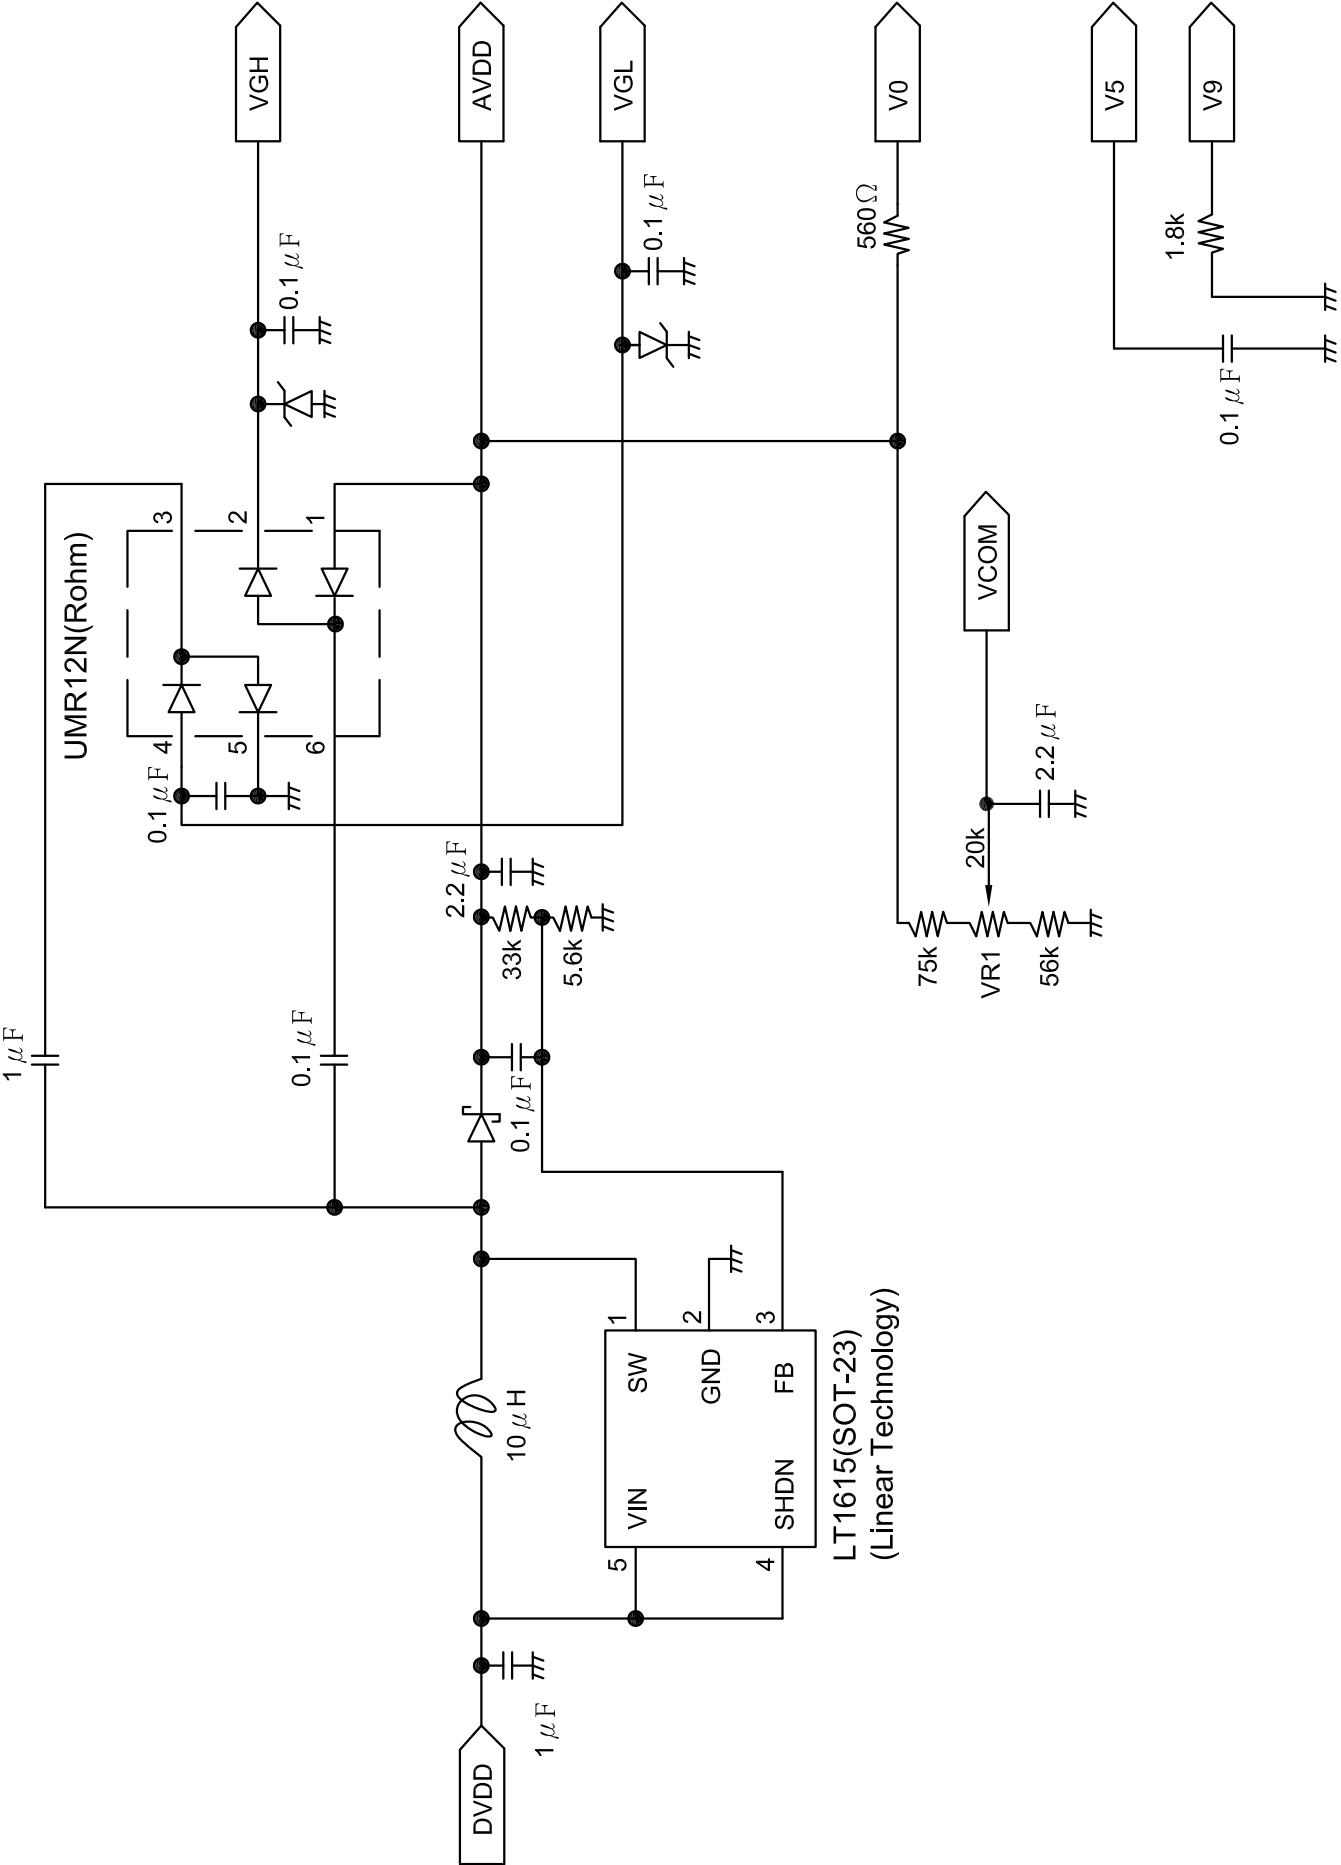 VGH
AVDD
VGL
V0
V5
V9
0.1μF
0.1μF
560Ω
1.8k
0.1μF
UMR12N(Rohm)
3
2
1
4
5
6
0.1μF
VCOM
2.2μF
20k
75k
VR1
56k
2.2μF
33k
5.6k
1μF
0.1μF
0.1μF
10μH
1
2
3
SW
GND
FB
VIN
SHDN
5
4
LT1615(SOT-23)
(Linear Technology)
1μF
DVDD